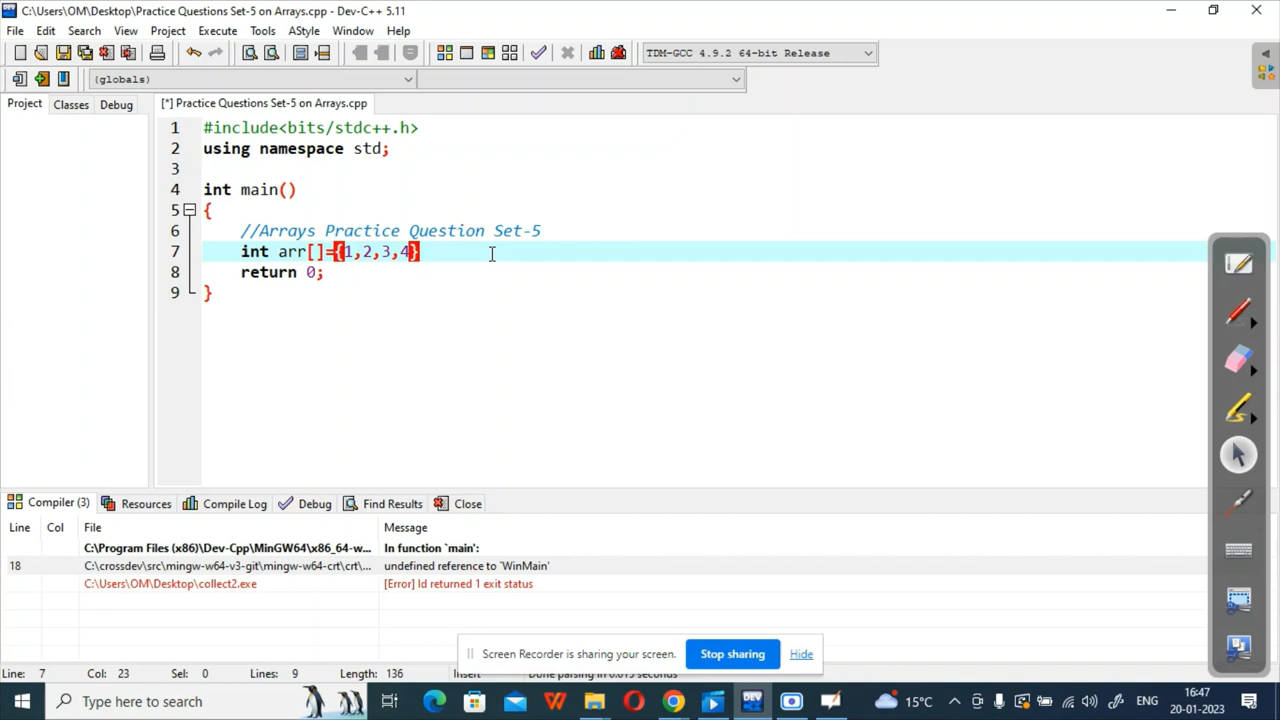 C:\Users\OM\Desktop\Practice Questions Set-5 on Arrays.cpp - Dev-C++ 5.11
File Edit Search View Project Execute Tools AStyle Window Help
TDM-GCC 4.9.2 64-bit Release
(globals)
Project Classes Debug [*] Practice Questions Set-5 on Arrays.cpp
1 #include<bits/stdc++.h>
2 using namespace std;
3
4 int main()
5 {
6 //Arrays Practice Question Set-5
7 int arr[]={1,2,3,4}
8 return 0;
9 }
Compiler (3) Resources Compile Log Debug Find Results Close
Line Col File Message
C:\Program Files (x86)\Dev-Cpp\MinGW64\x86_64-w... In function `main':
18 C:\crossdev\src\mingw-w64-v3-git\mingw-w64-crt\crt\... undefined reference to `WinMain'
C:\Users\OM\Desktop\collect2.exe [Error] ld returned 1 exit status
Screen Recorder is sharing your screen. Stop sharing Hide
Line: 7 Col: 23 Sel: 0 Lines: 9 Length: 136 Insert Done parsing in 0.015 seconds
DEV
Type here to search 15°C ENG 16:47
20-01-2023